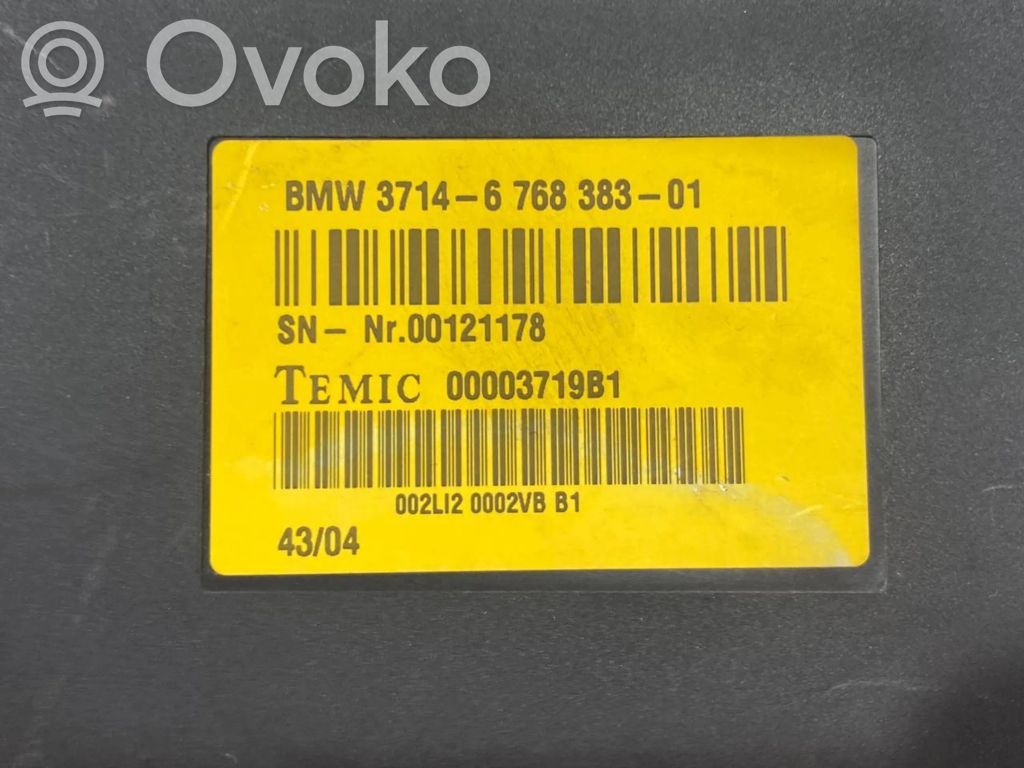 Ovoko
BMW 3714-6 768 383-01
SN- Nr.00121178
TEMIC 00003719B1
002LI2 0002VB B1
43/04